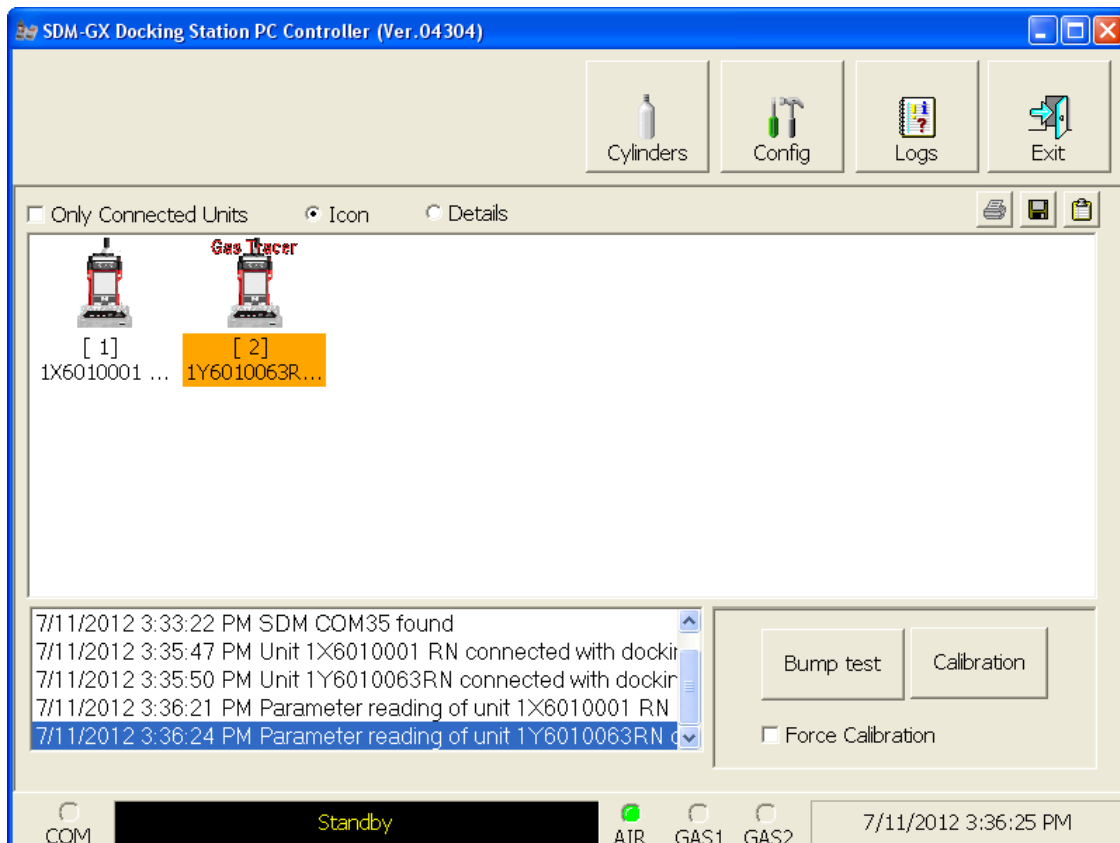 SDM-GX Docking Station PC Controller (Ver.04304)
Cylinders
Config
Logs
Exit
Only Connected Units
Icon
Details
Gas Tracer
[ 1]
1X6010001 ...
[ 2]
1Y6010063R...
7/11/2012 3:33:22 PM SDM COM35 found
7/11/2012 3:35:47 PM Unit 1X6010001 RN connected with dockin
7/11/2012 3:35:50 PM Unit 1Y6010063RN connected with dockin
7/11/2012 3:36:21 PM Parameter reading of unit 1X6010001 RN
7/11/2012 3:36:24 PM Parameter reading of unit 1Y6010063RN c
Bump test
Calibration
Force Calibration
COM
Standby
AIR
GAS1
GAS2
7/11/2012 3:36:25 PM